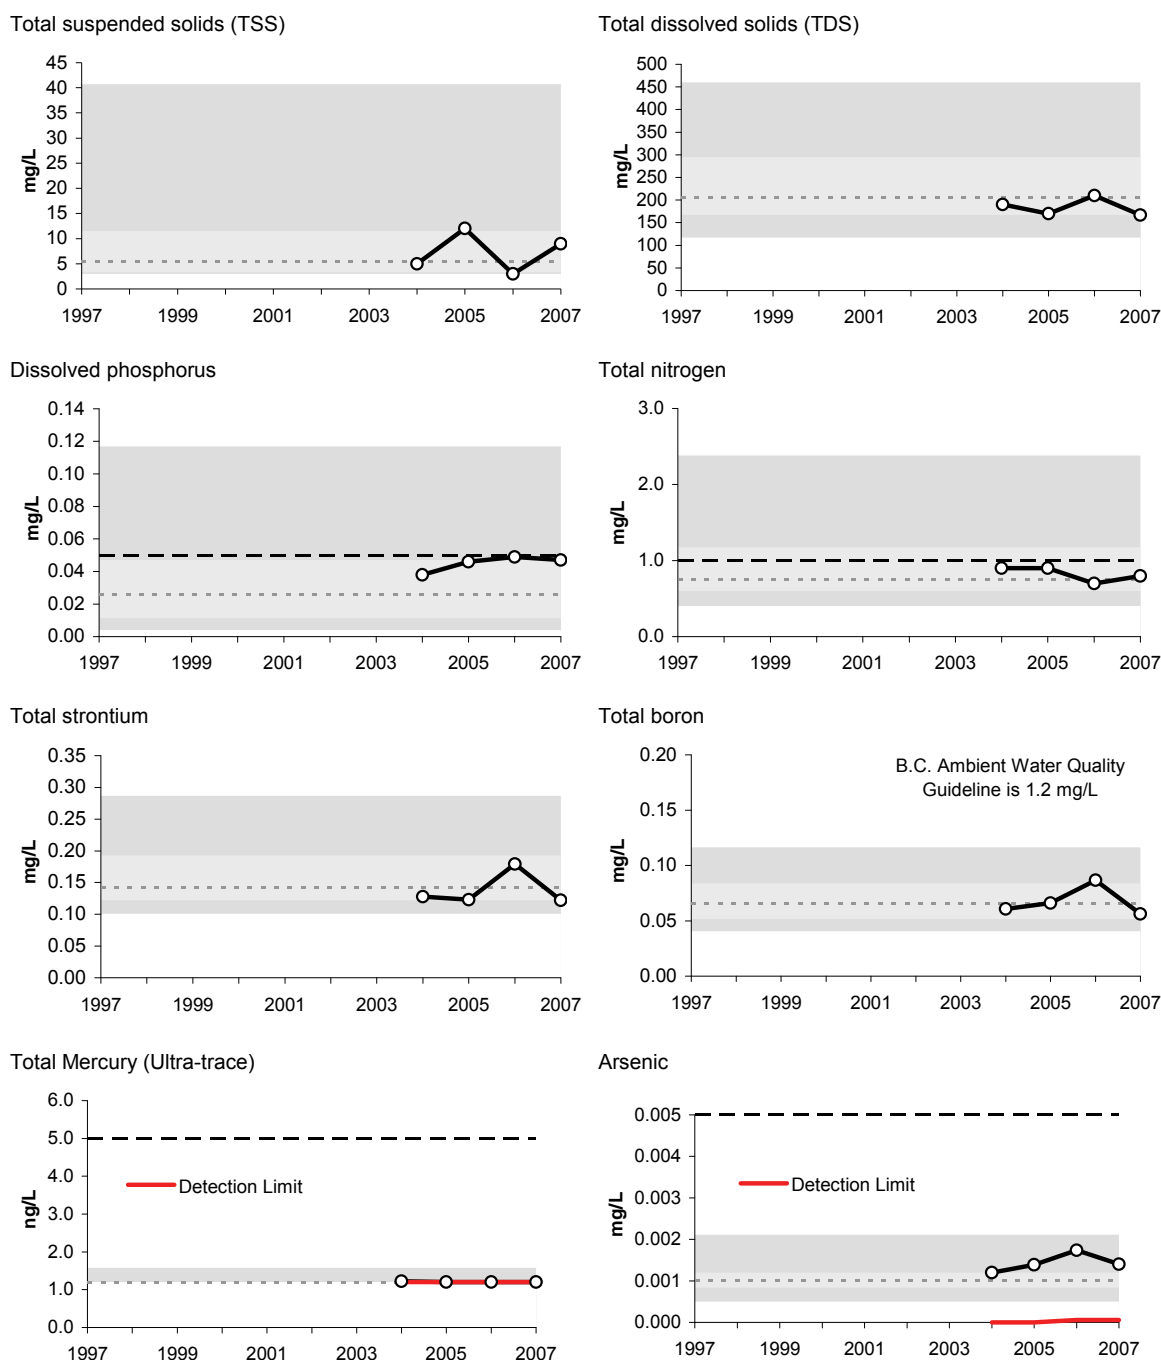 Total suspended solids (TSS)
45
40
35
30
25
20
15
10
5
0
mg/L
1997 1999 2001 2003 2005 2007
Total dissolved solids (TDS)
500
450
400
350
300
250
200
150
100
50
0
mg/L
1997 1999 2001 2003 2005 2007
Dissolved phosphorus
0.14
0.12
0.10
0.08
0.06
0.04
0.02
0.00
mg/L
1997 1999 2001 2003 2005 2007
Total nitrogen
3.0
2.0
1.0
0.0
mg/L
1997 1999 2001 2003 2005 2007
Total strontium
0.35
0.30
0.25
0.20
0.15
0.10
0.05
0.00
mg/L
1997 1999 2001 2003 2005 2007
Total boron
0.20
0.15
0.10
0.05
0.00
mg/L
B.C. Ambient Water Quality
Guideline is 1.2 mg/L
1997 1999 2001 2003 2005 2007
Total Mercury (Ultra-trace)
6.0
5.0
4.0
3.0
2.0
1.0
0.0
ng/L
Detection Limit
1997 1999 2001 2003 2005 2007
Arsenic
0.005
0.004
0.003
0.002
0.001
0.000
mg/L
Detection Limit
1997 1999 2001 2003 2005 2007